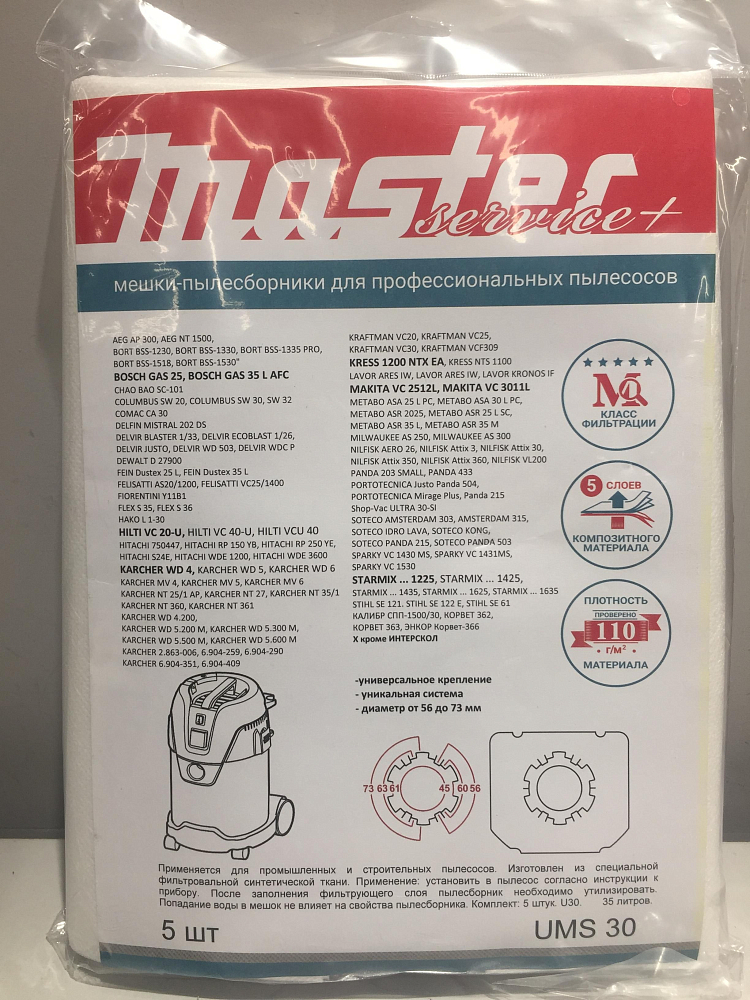 master
service+
мешки-пылесборники для профессиональных пылесосов
AEG AP 300, AEG NT 1500,
BORT BSS-1230, BORT BSS-1330, BORT BSS-1335 PRO,
BORT BSS-1518, BORT BSS-1530"
BOSCH GAS 25, BOSCH GAS 35 L AFC
CHAO BAO SC-101
COLUMBUS SW 20, COLUMBUS SW 30, SW 32
COMAC CA 30
DELFIN MISTRAL 202 DS
DELVIR BLASTER 1/33, DELVIR ECOBLAST 1/26,
DELVIR JUSTO, DELVIR WD 503, DELVIR WDC P
DEWALT D 27900
FEIN Dustex 25 L, FEIN Dustex 35 L
FELISATTI AS20/1200, FELISATTI VC25/1400
FIORENTINI Y11B1
FLEX S 35, FLEX S 36
HAKO L 1-30
HILTI VC 20-U, HILTI VC 40-U, HILTI VCU 40
HITACHI 750447, HITACHI RP 150 YB, HITACHI RP 250 YE,
HITACHI S24E, HITACHI WDE 1200, HITACHI WDE 3600
KARCHER WD 4, KARCHER WD 5, KARCHER WD 6
KARCHER MV 4, KARCHER MV 5, KARCHER MV 6
KARCHER NT 25/1 AP, KARCHER NT 27, KARCHER NT 35/1
KARCHER NT 360, KARCHER NT 361
KARCHER WD 4.200,
KARCHER WD 5.200 M, KARCHER WD 5.300 M,
KARCHER WD 5.500 M, KARCHER WD 5.600 M
KARCHER 2.863-006, 6.904-259, 6.904-290
KARCHER 6.904-351, 6.904-409
KRAFTMAN VC20, KRAFTMAN VC25,
KRAFTMAN VC30, KRAFTMAN VCF309
KRESS 1200 NTX EA, KRESS NTS 1100
LAVOR ARES IW, LAVOR ARES IW, LAVOR KRONOS IF
MAKITA VC 2512L, MAKITA VC 3011L
METABO ASA 25 L PC, METABO ASA 30 L PC,
METABO ASR 2025, METABO ASR 25 L SC,
METABO ASR 35 L, METABO ASR 35 M
MILWAUKEE AS 250, MILWAUKEE AS 300
NILFISK AERO 26, NILFISK Attix 3, NILFISK Attix 30,
NILFISK Attix 350, NILFISK Attix 360, NILFISK VL200
PANDA 203 SMALL, PANDA 433
PORTOTECNICA Justo Panda 504,
PORTOTECNICA Mirage Plus, Panda 215
Shop-Vac ULTRA 30-SI
SOTECO AMSTERDAM 303, AMSTERDAM 315,
SOTECO IDRO LAVA, SOTECO KONG,
SOTECO PANDA 215, SOTECO PANDA 503
SPARKY VC 1430 MS, SPARKY VC 1431MS,
SPARKY VC 1530
STARMIX ... 1225, STARMIX ... 1425,
STARMIX ... 1435, STARMIX ... 1625, STARMIX ... 1635
STIHL SE 121. STIHL SE 122 E, STIHL SE 61
КАЛИБР СПП-1500/30, КОРВЕТ 362,
КОРВЕТ 363, ЭНКОР Корвет-366
X кроме ИНТЕРСКОЛ
М
КЛАСС
ФИЛЬТРАЦИИ
5 СЛОЕВ
КОМПОЗИТНОГО
МАТЕРИАЛА
ПЛОТНОСТЬ
ПРОВЕРЕНО
110
г/м²
МАТЕРИАЛА
-универсальное крепление
- уникальная система
- диаметр от 56 до 73 мм
73 63 61 45 60 56
Применяется для промышленных и строительных пылесосов. Изготовлен из специальной
фильтровальной синтетической ткани. Применение: установить в пылесос согласно инструкции к
прибору. После заполнения фильтрующего слоя пылесборник необходимо утилизировать.
Попадание воды в мешок не влияет на свойства пылесборника. Комплект: 5 штук. U30. 35 литров.
5 шт UMS 30